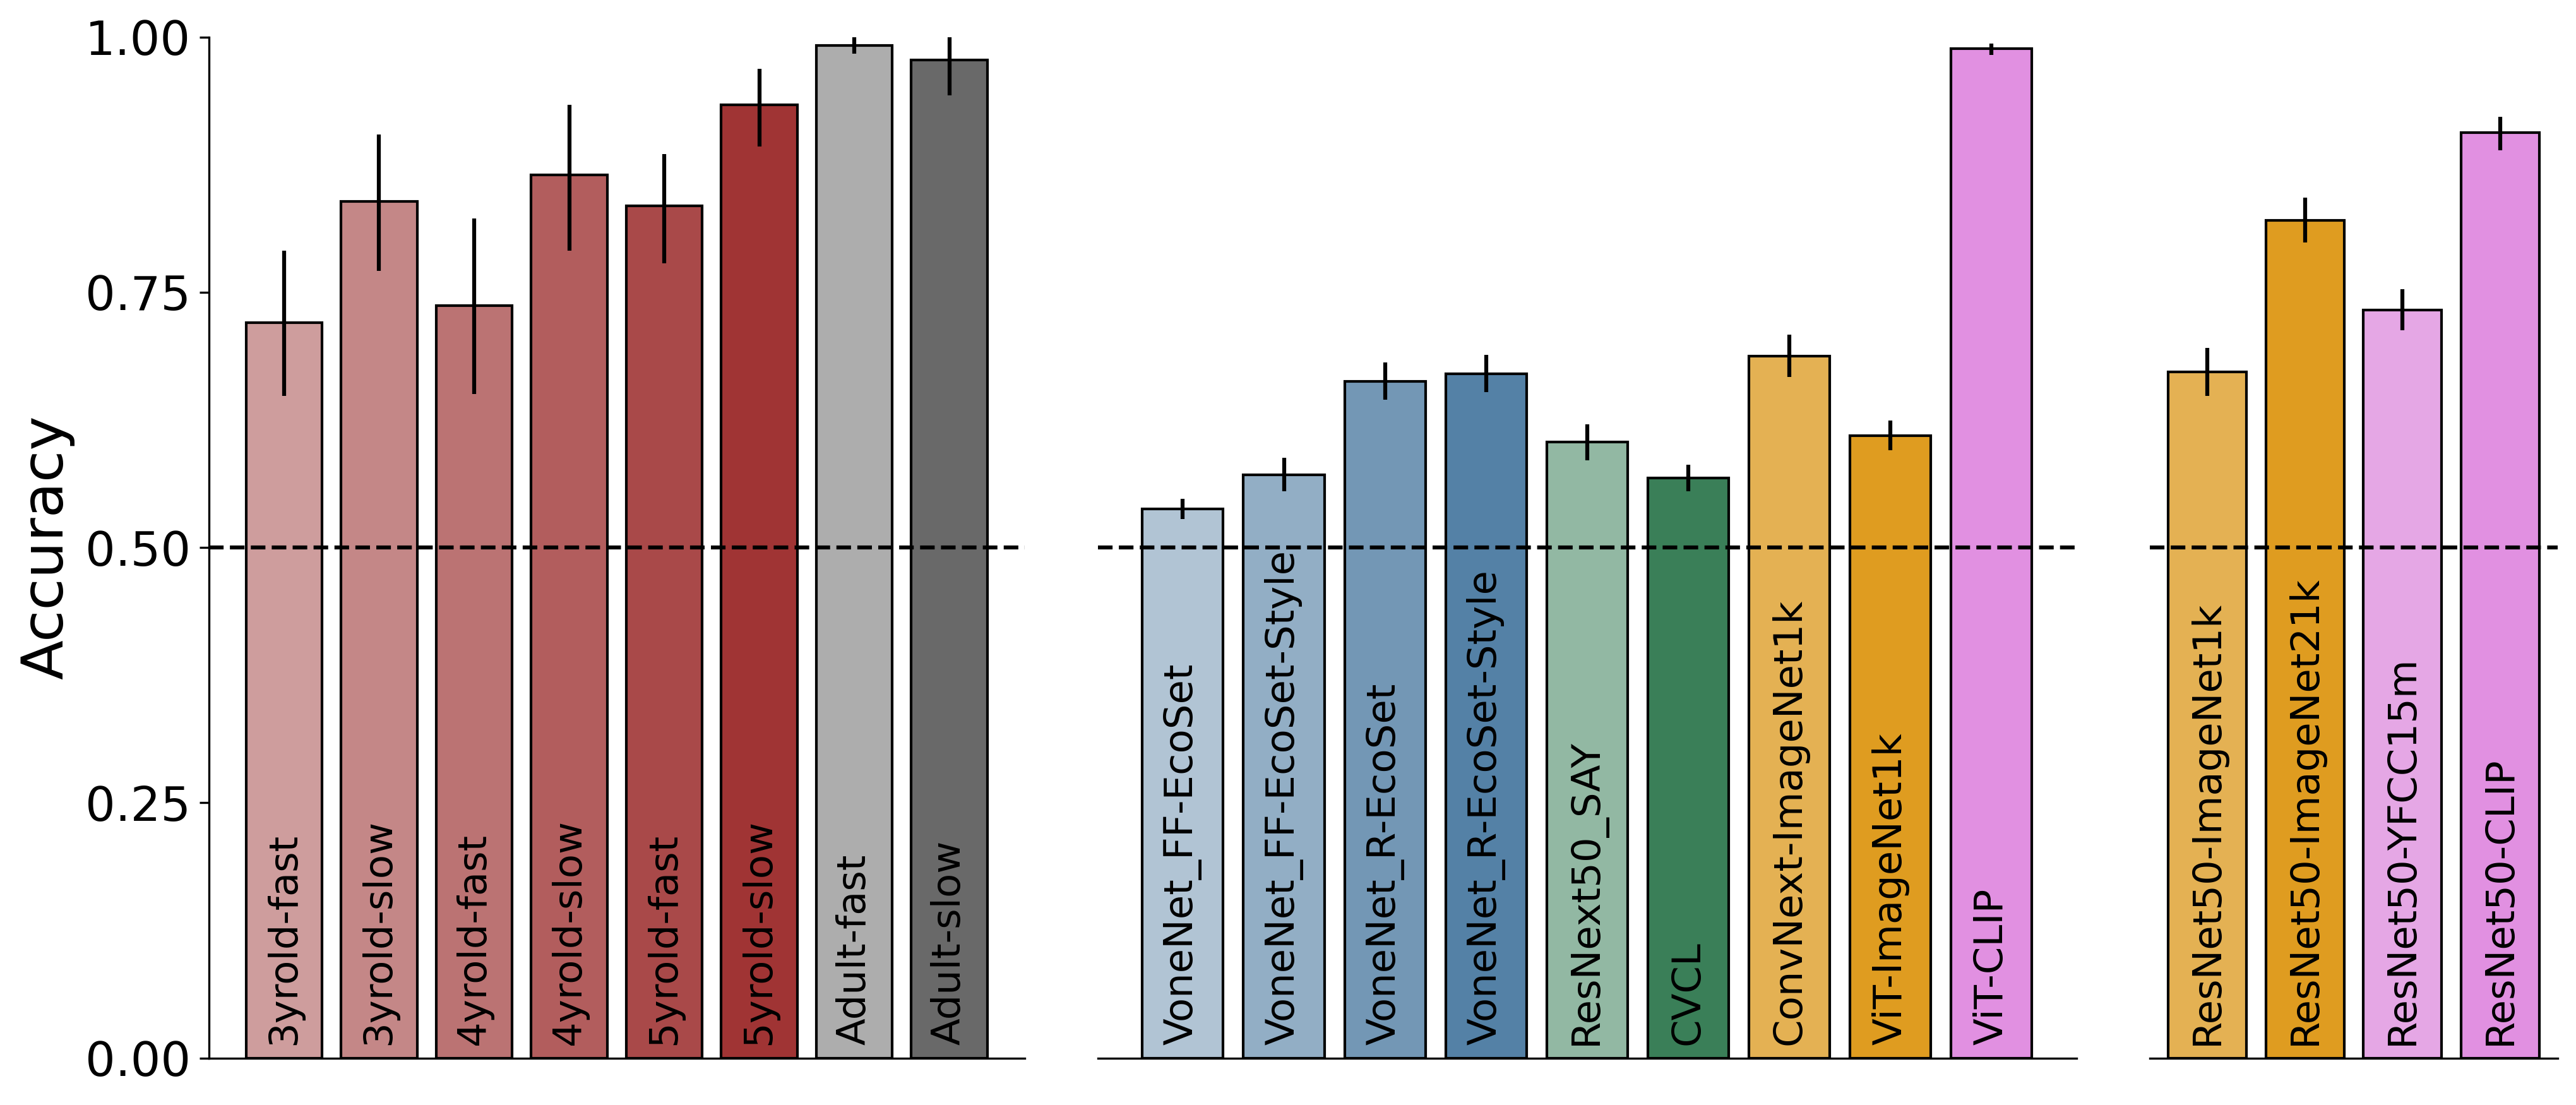 Accuracy
1.00
0.75
0.50
0.25
0.00
3yrold-fast
3yrold-slow
4yrold-fast
4yrold-slow
5yrold-fast
5yrold-slow
Adult-fast
Adult-slow
VoneNet_FF-EcoSet
VoneNet_FF-EcoSet-Style
VoneNet_R-EcoSet
VoneNet_R-EcoSet-Style
ResNext50_SAY
CVCL
ConvNext-ImageNet1k
ViT-ImageNet1k
ViT-CLIP
ResNet50-ImageNet1k
ResNet50-ImageNet21k
ResNet50-YFCC15m
ResNet50-CLIP